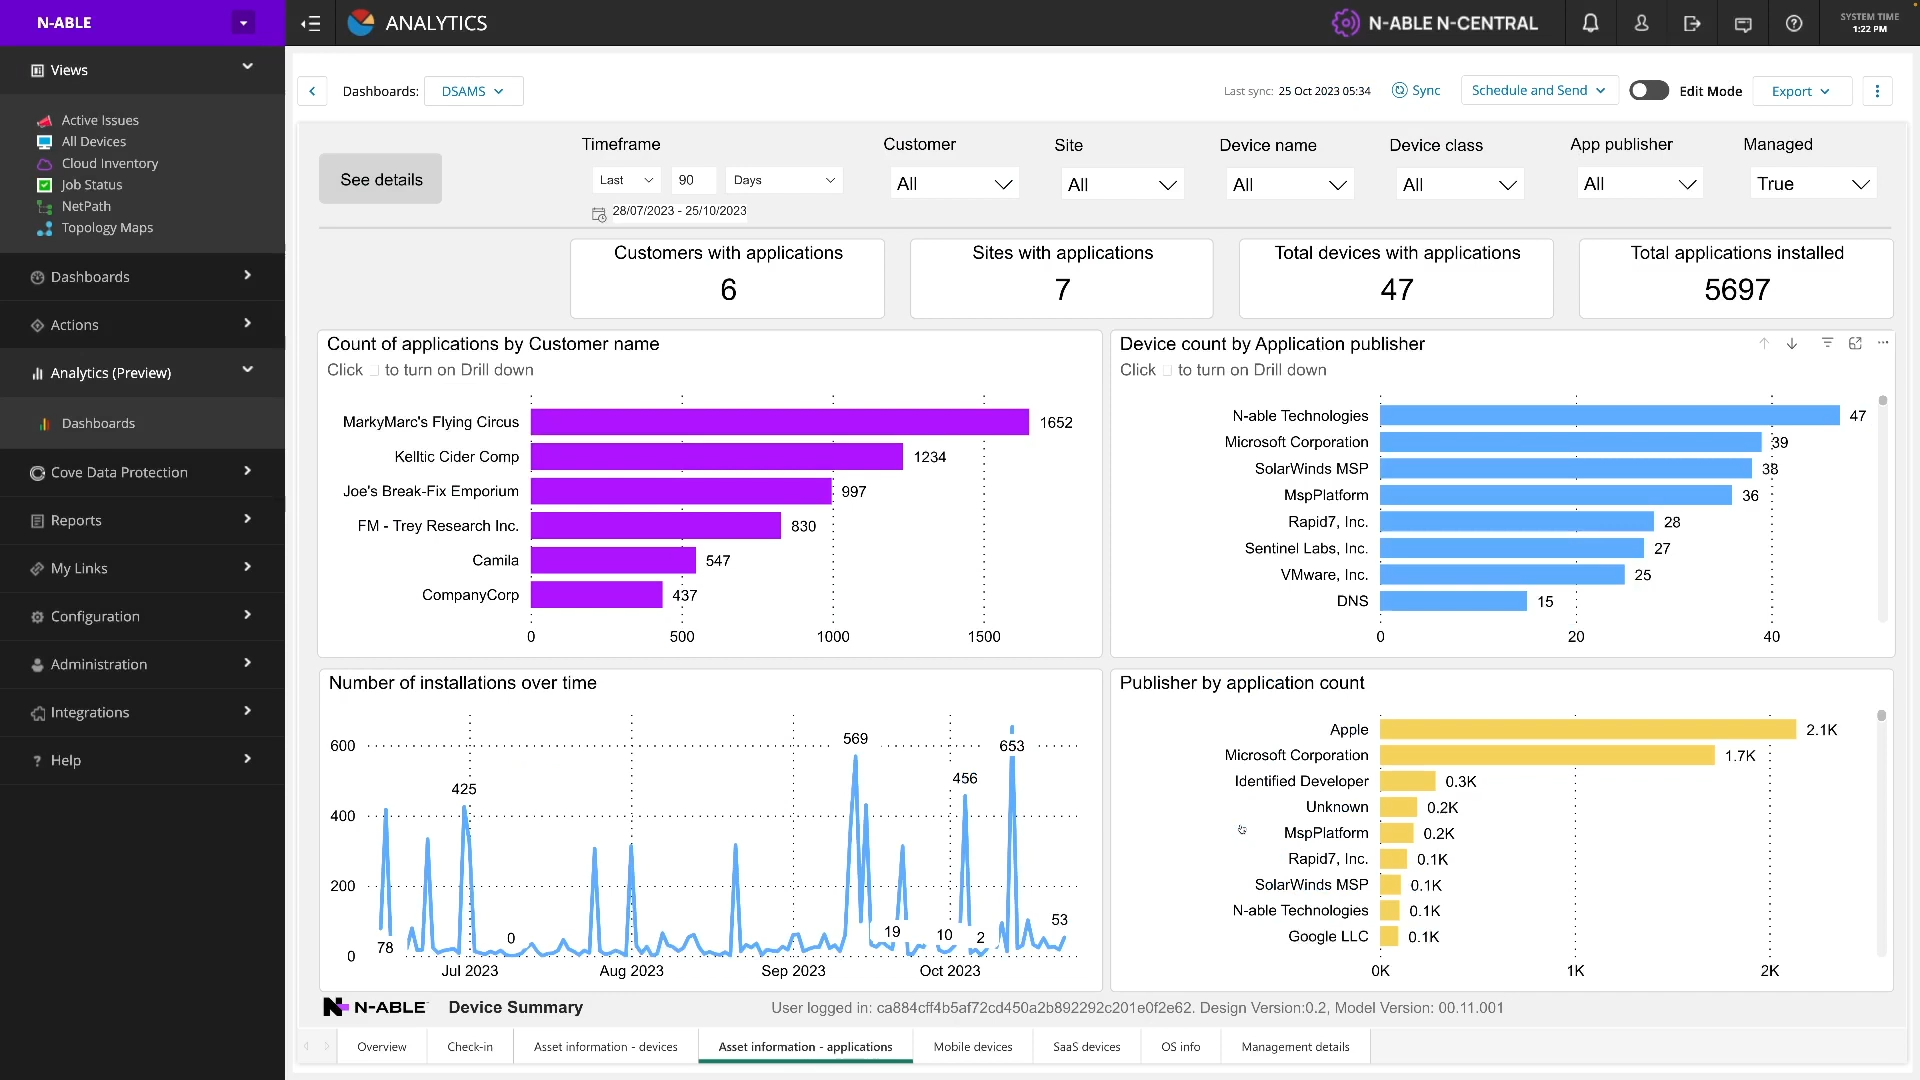 N-ABLE
ANALYTICS
N-ABLE N-CENTRAL
SYSTEM TIME
1:22 PM
Views
Active Issues
All Devices
Cloud Inventory
Job Status
NetPath
Topology Maps
Dashboards
Actions
Analytics (Preview)
Dashboards
Cove Data Protection
Reports
My Links
Configuration
Administration
Integrations
Help
Dashboards: DSAMS
Last sync: 25 Oct 2023 05:34 Sync Schedule and Send Edit Mode Export
See details
Timeframe
Last 90 Days
28/07/2023 - 25/10/2023
Customer
All
Site
All
Device name
All
Device class
All
App publisher
All
Managed
True
Customers with applications
6
Sites with applications
7
Total devices with applications
47
Total applications installed
5697
Count of applications by Customer name
Click to turn on Drill down
MarkyMarc's Flying Circus 1652
Kelltic Cider Comp 1234
Joe's Break-Fix Emporium 997
FM - Trey Research Inc. 830
Camila 547
CompanyCorp 437
0 500 1000 1500
Device count by Application publisher
Click to turn on Drill down
N-able Technologies 47
Microsoft Corporation 39
SolarWinds MSP 38
MspPlatform 36
Rapid7, Inc. 28
Sentinel Labs, Inc. 27
VMware, Inc. 25
DNS 15
0 20 40
Number of installations over time
600
400
200
0
78
425
0
569
19
10
456
2
653
53
Jul 2023 Aug 2023 Sep 2023 Oct 2023
Publisher by application count
Apple 2.1K
Microsoft Corporation 1.7K
Identified Developer 0.3K
Unknown 0.2K
MspPlatform 0.2K
Rapid7, Inc. 0.1K
SolarWinds MSP 0.1K
N-able Technologies 0.1K
Google LLC 0.1K
0K 1K 2K
N-ABLE Device Summary
User logged in: ca884cff4b5af72cd450a2b892292c201e0f2e62. Design Version:0.2, Model Version: 00.11.001
Overview Check-in Asset information - devices Asset information - applications Mobile devices SaaS devices OS info Management details